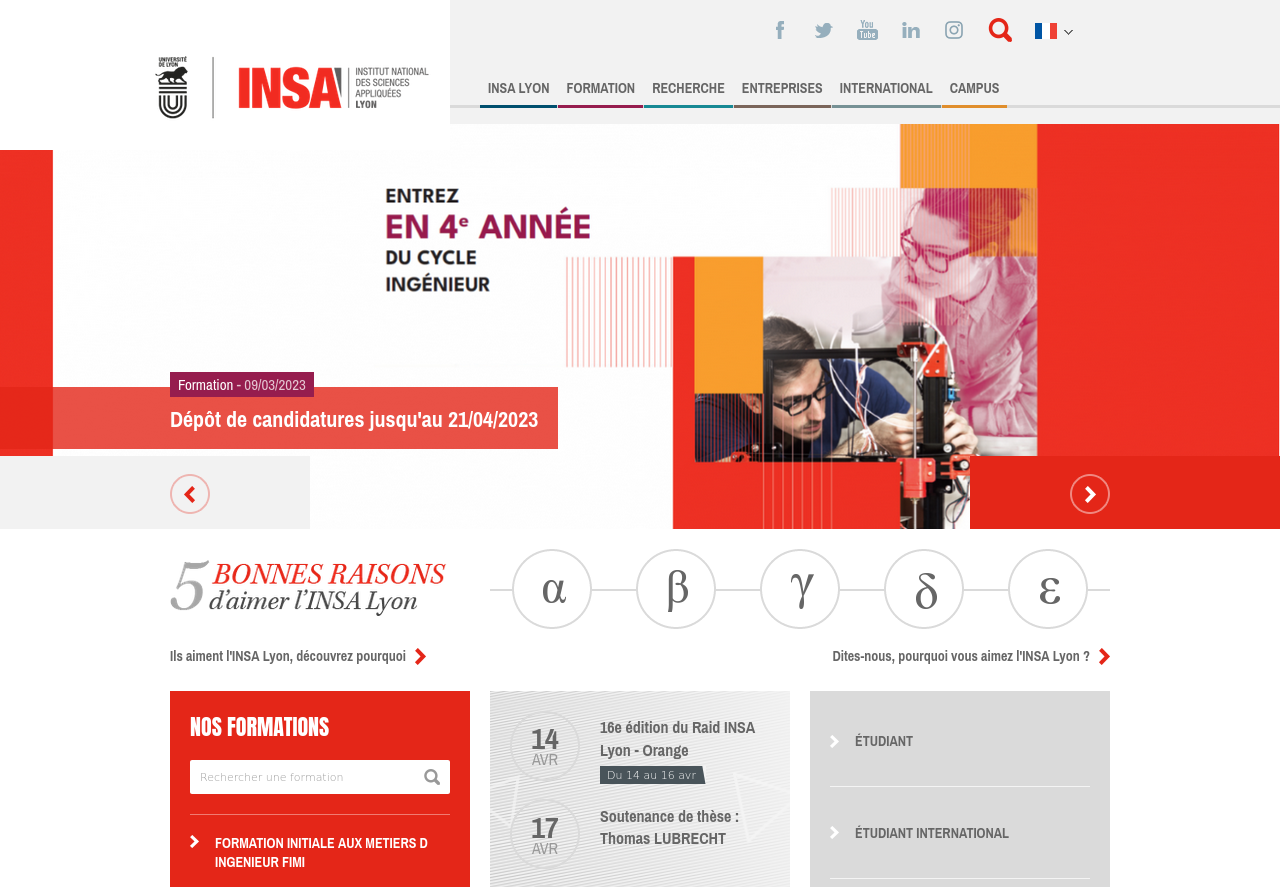 UNIVERSITÉ
DE LYON
INSA
INSTITUT NATIONAL
DES SCIENCES
APPLIQUÉES
LYON
You
Tube
INSA LYON
FORMATION
RECHERCHE
ENTREPRISES
INTERNATIONAL
CAMPUS
ENTREZ
EN 4e ANNÉE
DU CYCLE
INGÉNIEUR
Formation - 09/03/2023
Dépôt de candidatures jusqu'au 21/04/2023
5 BONNES RAISONS
d'aimer l'INSA Lyon
α β γ δ ε
Ils aiment l'INSA Lyon, découvrez pourquoi
Dites-nous, pourquoi vous aimez l'INSA Lyon ?
NOS FORMATIONS
Rechercher une formation
FORMATION INITIALE AUX METIERS D
INGENIEUR FIMI
14
AVR
16e édition du Raid INSA
Lyon - Orange
Du 14 au 16 avr
17
AVR
Soutenance de thèse :
Thomas LUBRECHT
ÉTUDIANT
ÉTUDIANT INTERNATIONAL